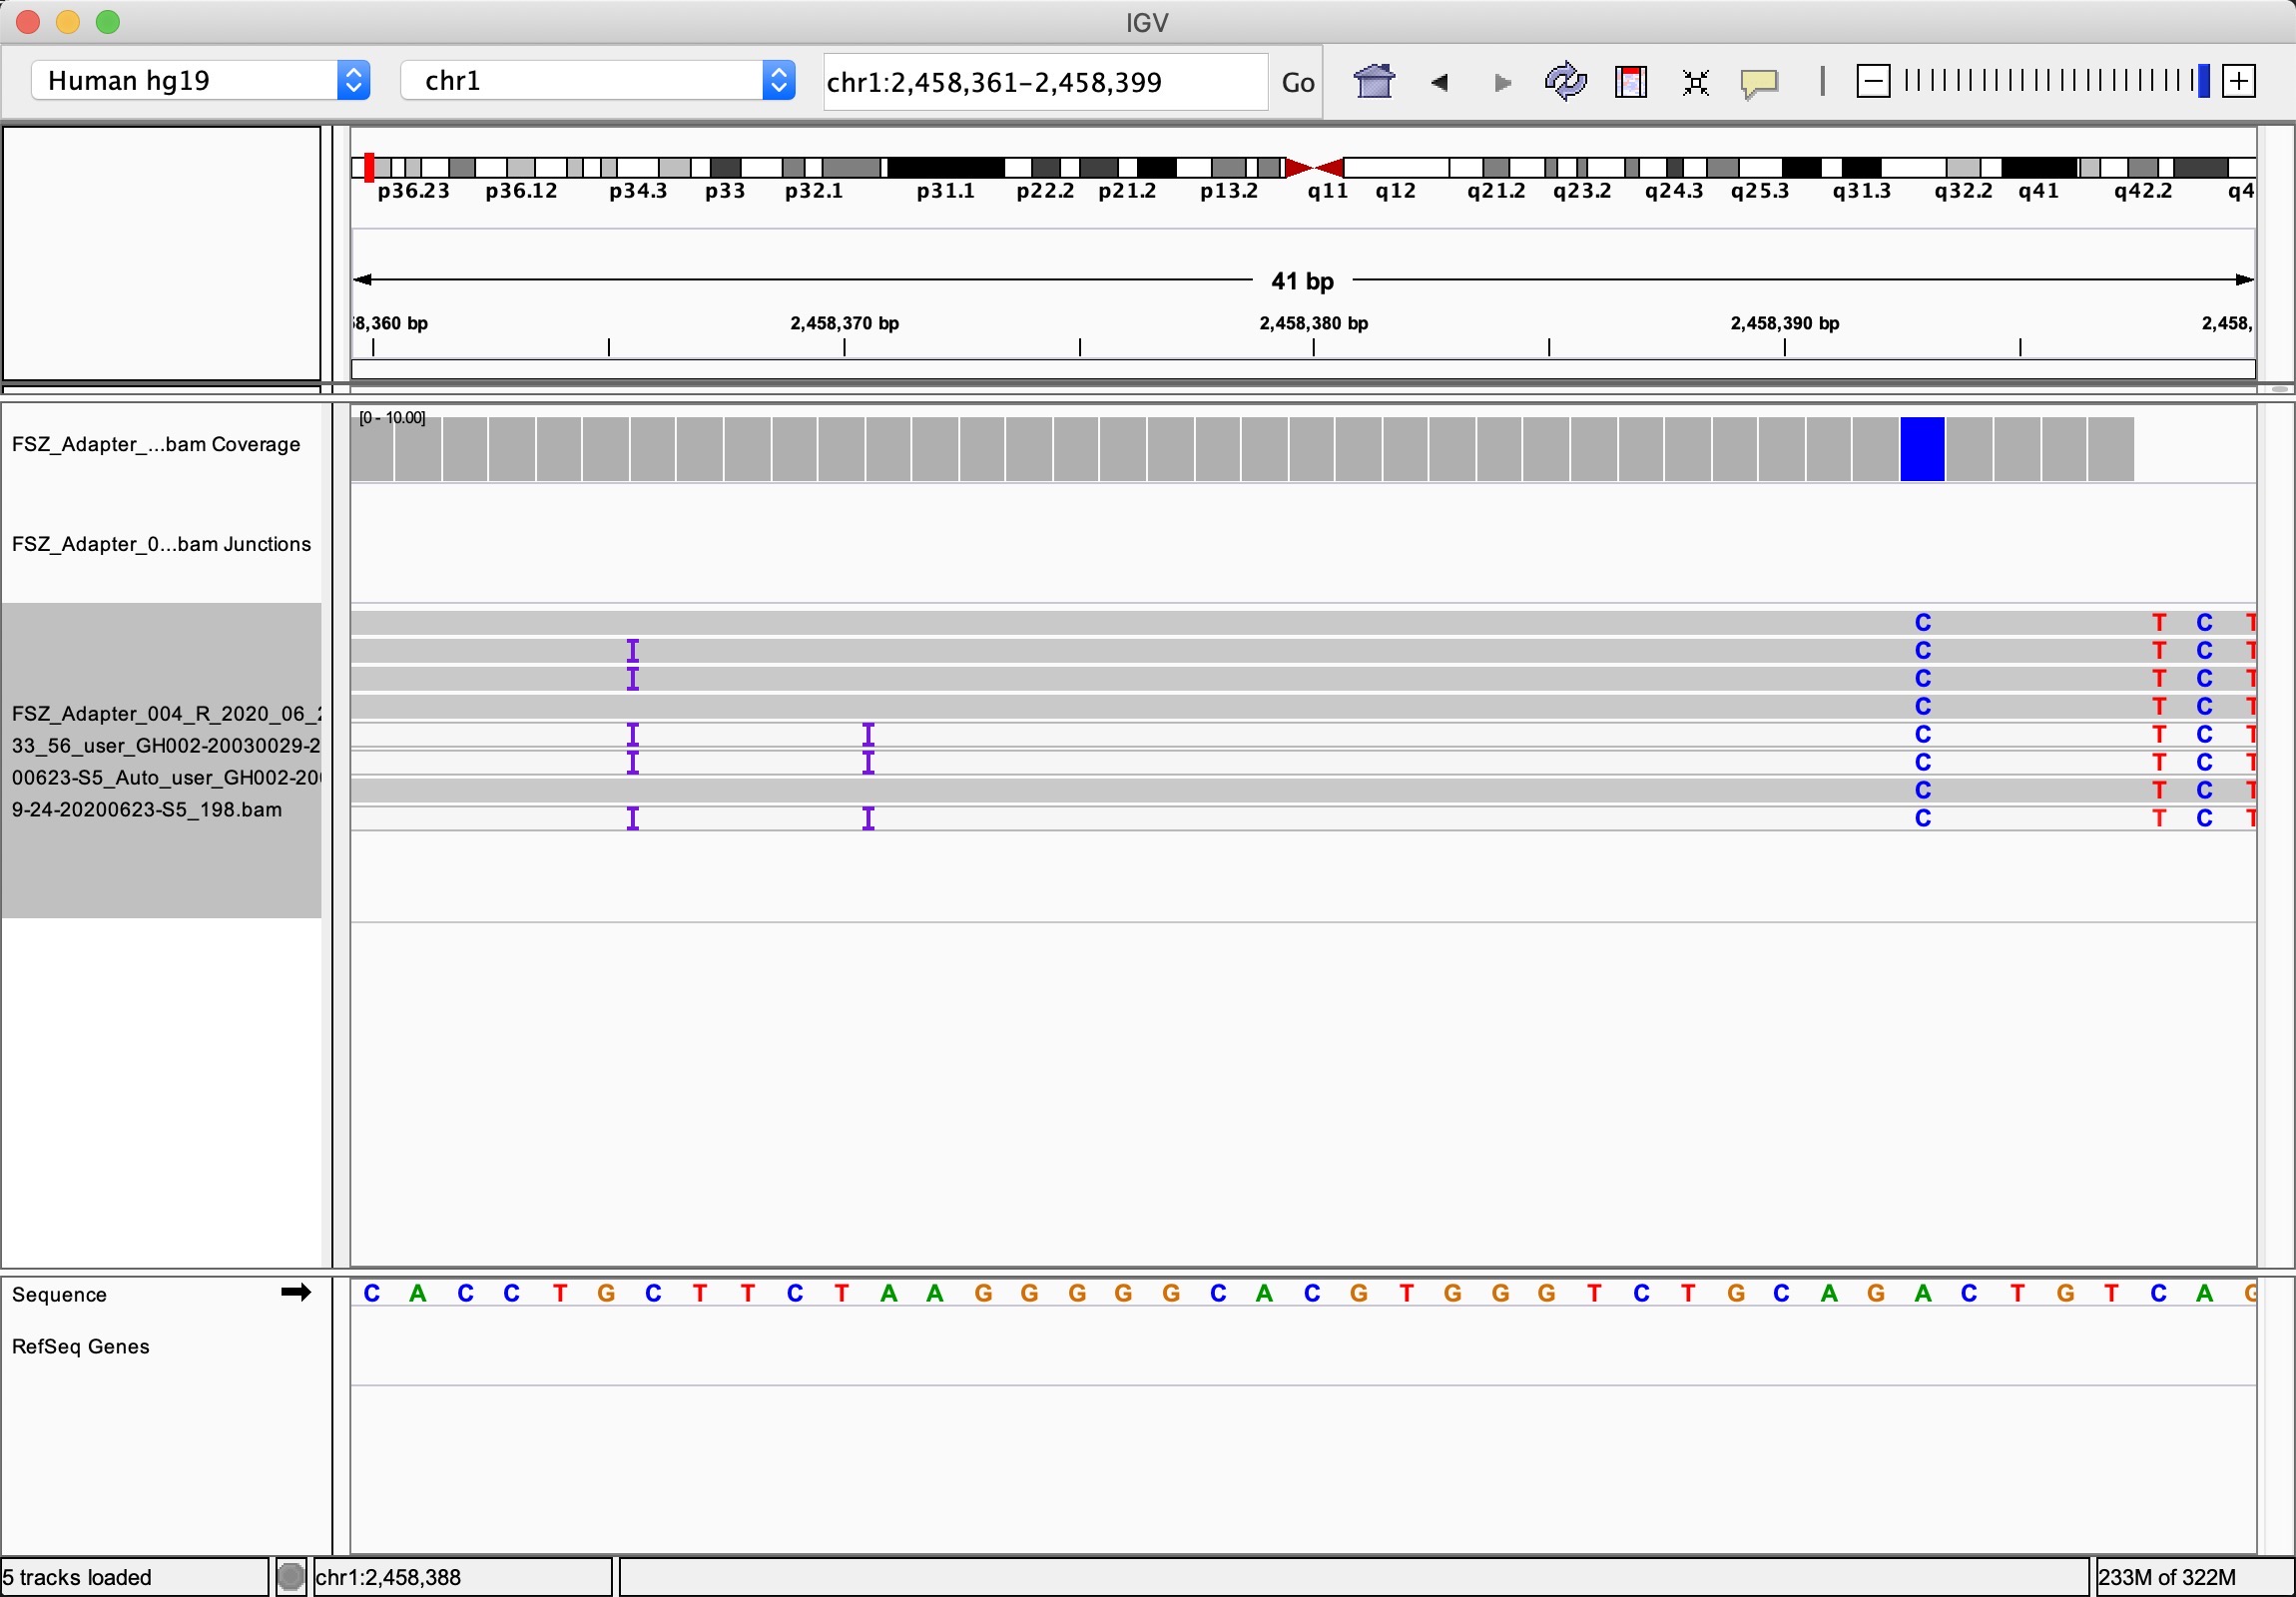 IGV
Human hg19 chr1 chr1:2,458,361-2,458,399 Go
p36.23 p36.12 p34.3 p33 p32.1 p31.1 p22.2 p21.2 p13.2 q11 q12 q21.2 q23.2 q24.3 q25.3 q31.3 q32.2 q41 q42.2 q4
41 bp
58,360 bp 2,458,370 bp 2,458,380 bp 2,458,390 bp 2,458,
[0 - 10.00]
FSZ_Adapter_...bam Coverage
FSZ_Adapter_0...bam Junctions
C T C T
C T C T
C T C T
FSZ_Adapter_004_R_2020_06_2
C T C T
33_56_user_GH002-20030029-2
C T C T
00623-S5_Auto_user_GH002-200
C T C T
C T C T
9-24-20200623-S5_198.bam
C T C T
Sequence C A C C T G C T T C T A A G G G G G C A C G T G G G T C T G C A G A C T G T C A G
RefSeq Genes
5 tracks loaded chr1:2,458,388 233M of 322M